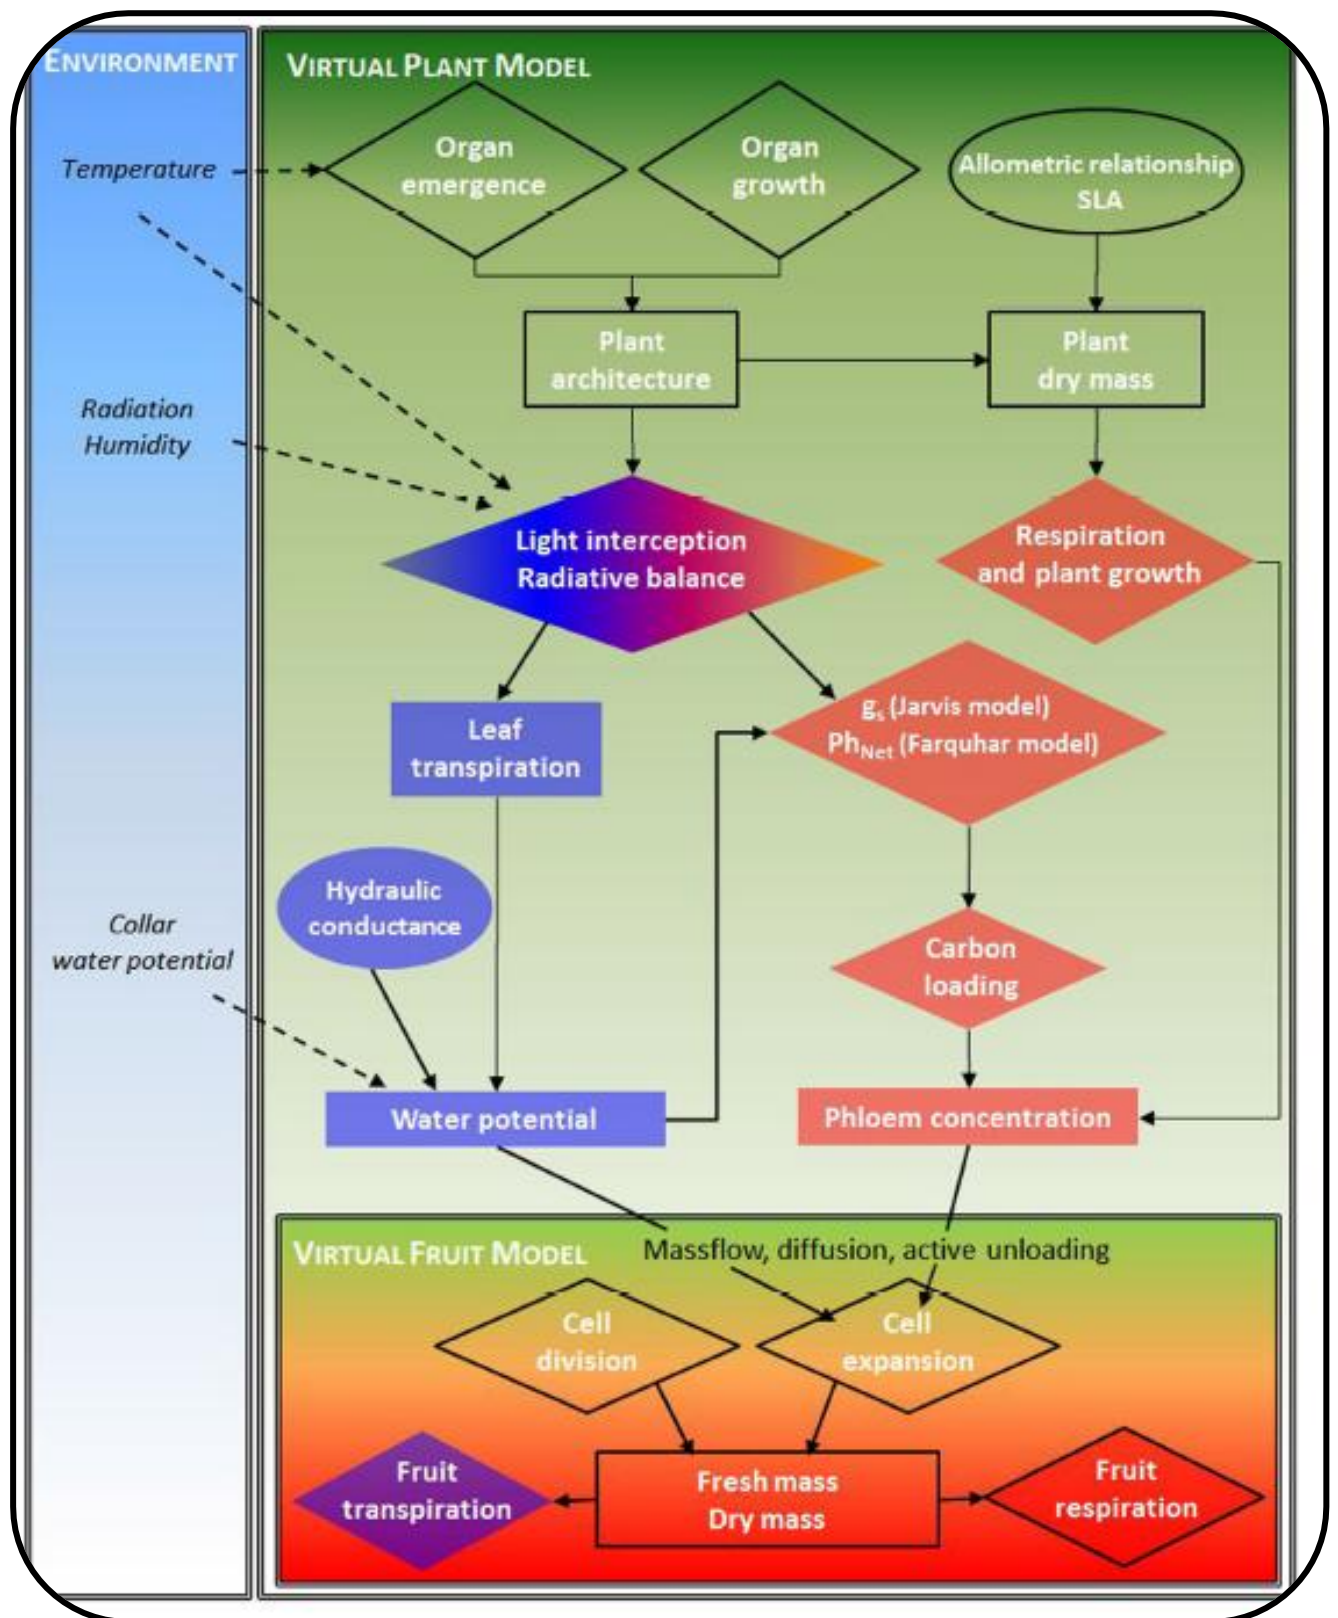 ENVIRONMENT
VIRTUAL PLANT MODEL
Temperature
Organ
emergence
Organ
growth
Allometric relationship
SLA
Plant
architecture
Plant
dry mass
Radiation
Humidity
Light interception
Radiative balance
Respiration
and plant growth
Leaf
transpiration
gs (Jarvis model)
PhNet (Farquhar model)
Hydraulic
conductance
Collar
water potential
Carbon
loading
Water potential
Phloem concentration
VIRTUAL FRUIT MODEL
Massflow, diffusion, active unloading
Cell
division
Cell
expansion
Fruit
transpiration
Fresh mass
Dry mass
Fruit
respiration